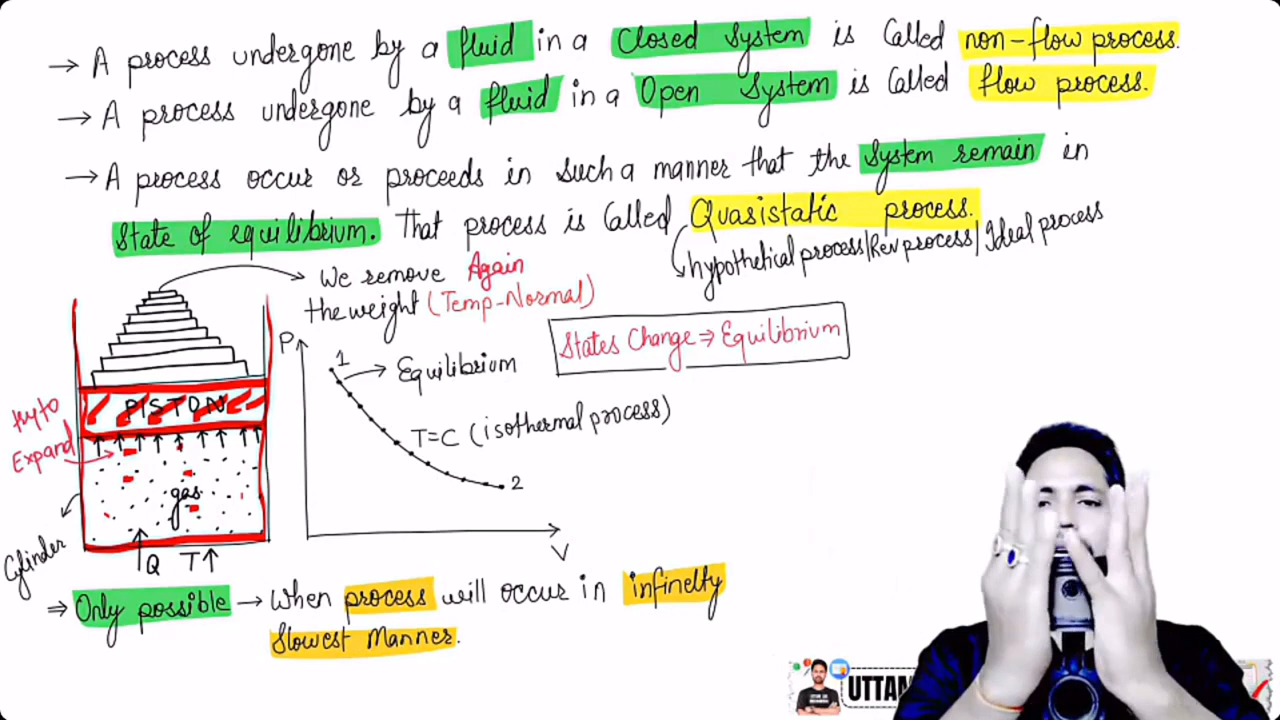 → A process undergone by a fluid in a Closed System is Called non-flow process.
→ A process undergone by a fluid in a Open System is Called flow process.
→ A process occur or proceeds in such a manner that the System remain in
State of equilibrium. That process is Called Quasistatic process.
hypothetical process/Rev process/Ideal process
We remove Again
the weight (Temp-Normal)
States Change ⇒ Equilibrium
P
1
Equilibrium
PISTON
try to
Expand
T=C (isothermal process)
2
gas
Cylinder
Q T↑
V
⇒ Only possible → When process will occur in infinelty
Slowest Manner.
UTTAN